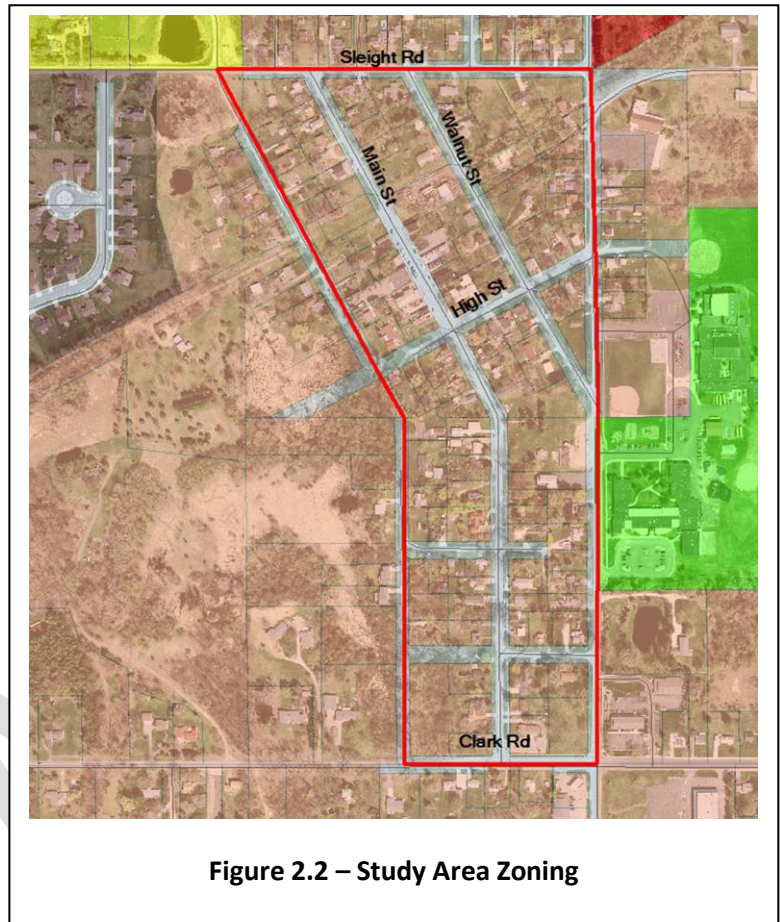 Sleight Rd
Main St
Walnut St
High St
Clark Rd
Figure 2.2 – Study Area Zoning